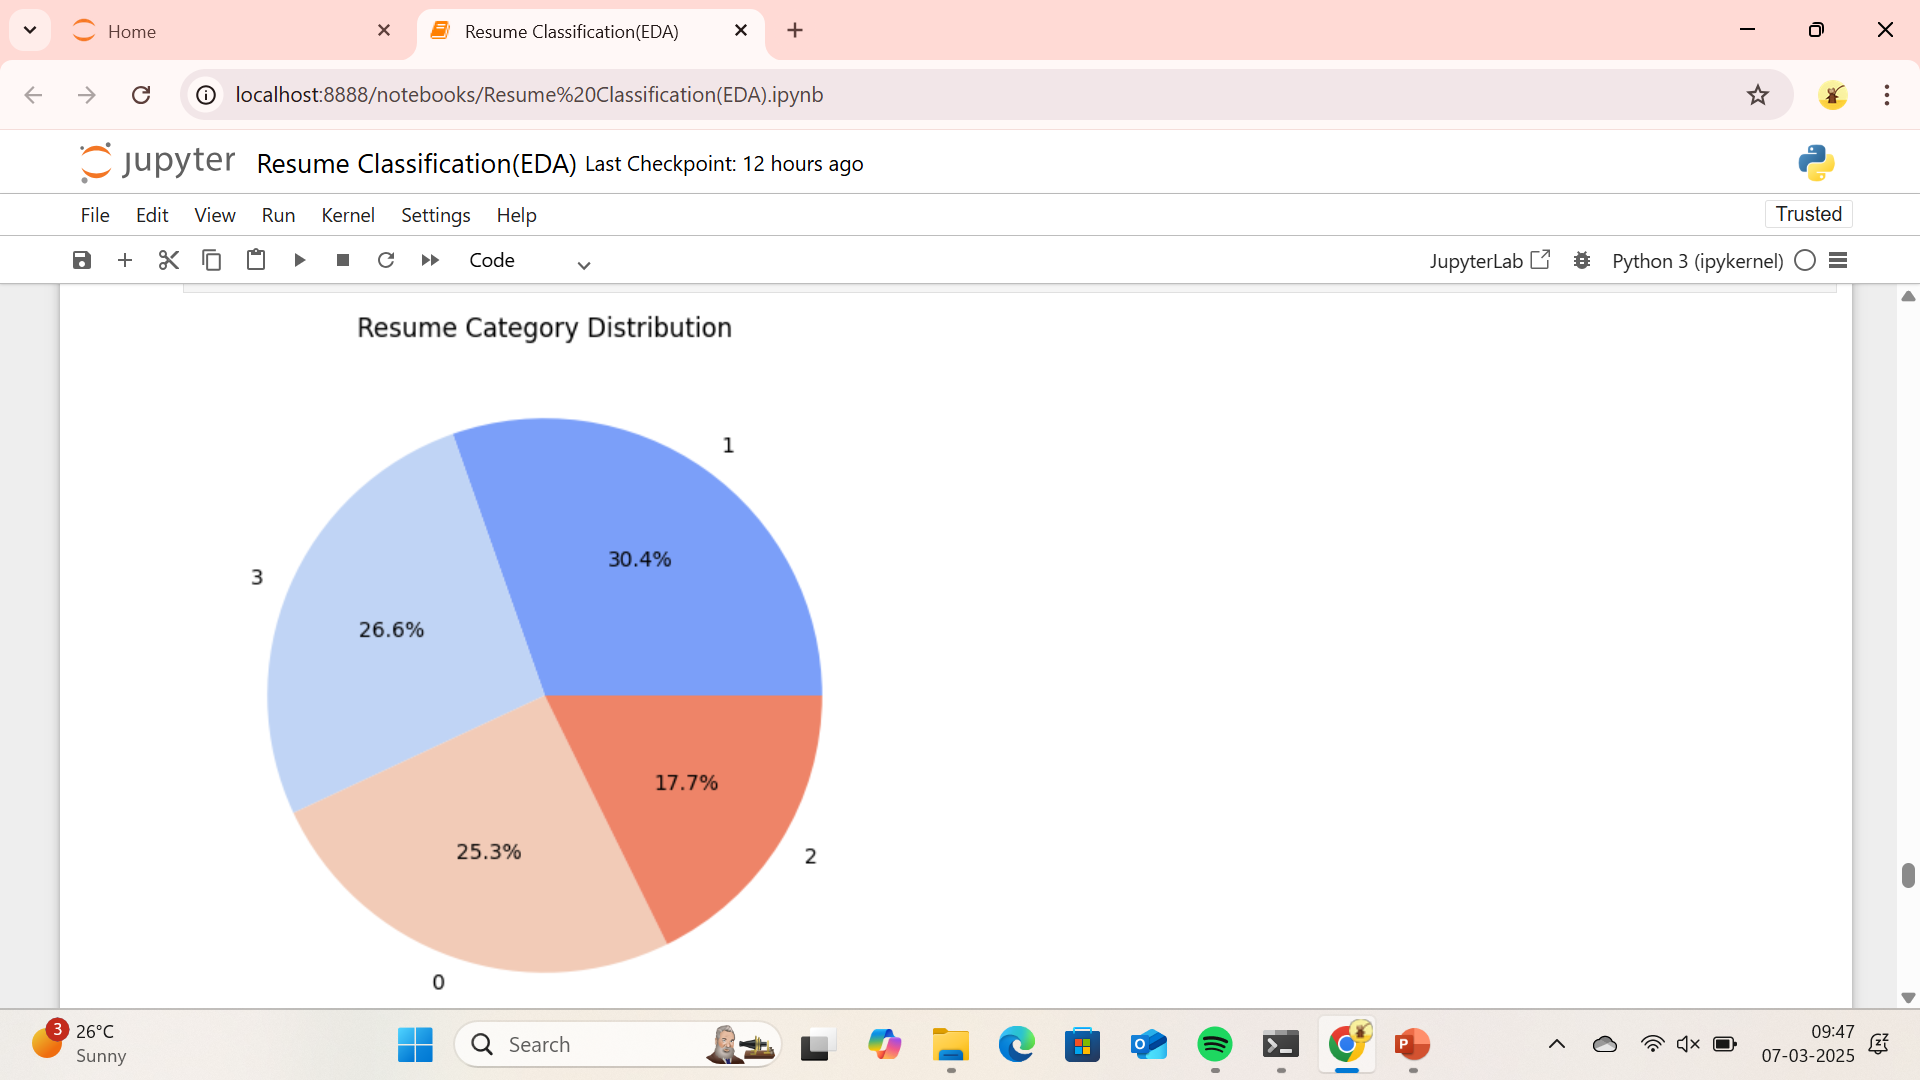 Home
Resume Classification(EDA)
localhost:8888/notebooks/Resume%20Classification(EDA).ipynb
jupyter Resume Classification(EDA) Last Checkpoint: 12 hours ago
File Edit View Run Kernel Settings Help Trusted
Code JupyterLab Python 3 (ipykernel)
Resume Category Distribution
1
30.4%
3
26.6%
17.7%
25.3%
2
0
3 26°C
Sunny
Search
09:47
07-03-2025